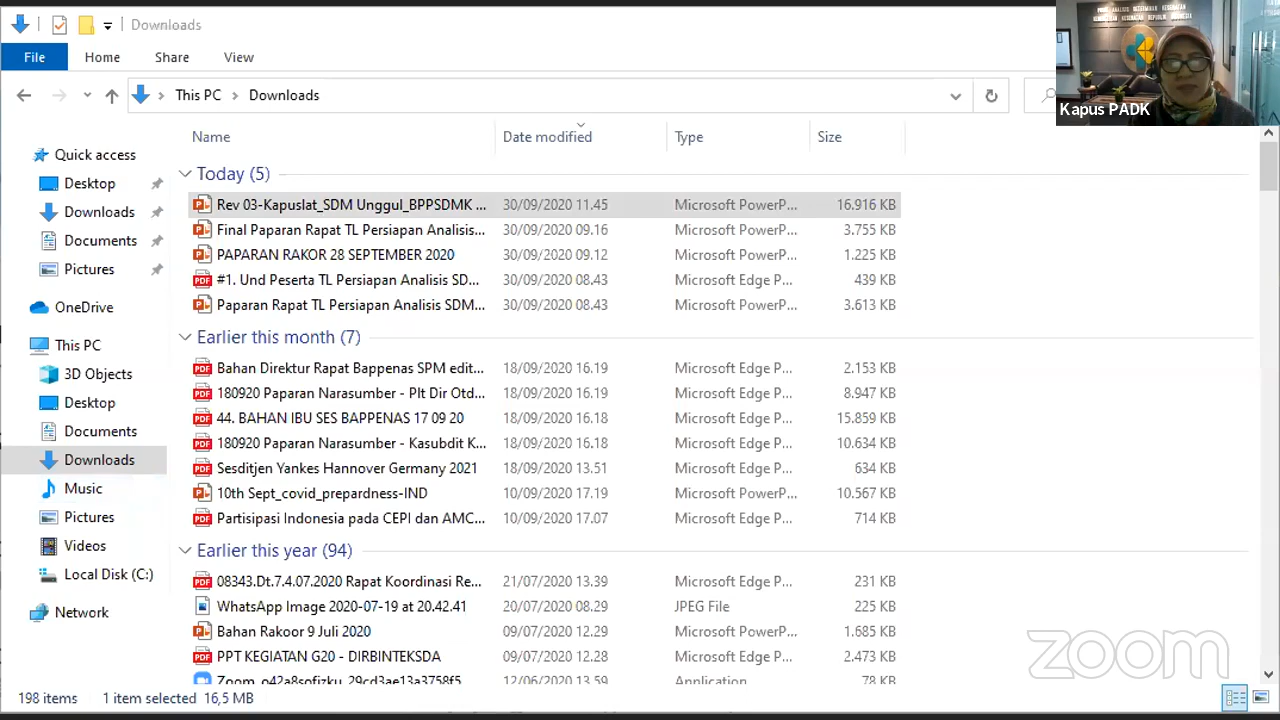 Downloads
File Home Share View
This PC Downloads
Kapus PADK
Name Date modified Type Size
Quick access
Desktop
Downloads
Documents
Pictures
OneDrive
This PC
3D Objects
Desktop
Documents
Downloads
Music
Pictures
Videos
Local Disk (C:)
Network
Today (5)
Rev 03-Kapuslat_SDM Unggul_BPPSDMK ... 30/09/2020 11.45 Microsoft PowerP... 16.916 KB
Final Paparan Rapat TL Persiapan Analisis... 30/09/2020 09.16 Microsoft PowerP... 3.755 KB
PAPARAN RAKOR 28 SEPTEMBER 2020 30/09/2020 09.12 Microsoft PowerP... 1.225 KB
#1. Und Peserta TL Persiapan Analisis SD... 30/09/2020 08.43 Microsoft Edge P... 439 KB
Paparan Rapat TL Persiapan Analisis SDM... 30/09/2020 08.43 Microsoft PowerP... 3.613 KB
Earlier this month (7)
Bahan Direktur Rapat Bappenas SPM edit... 18/09/2020 16.19 Microsoft Edge P... 2.153 KB
180920 Paparan Narasumber - Plt Dir Otd... 18/09/2020 16.19 Microsoft Edge P... 8.947 KB
44. BAHAN IBU SES BAPPENAS 17 09 20 18/09/2020 16.18 Microsoft Edge P... 15.859 KB
180920 Paparan Narasumber - Kasubdit K... 18/09/2020 16.18 Microsoft Edge P... 10.634 KB
Sesditjen Yankes Hannover Germany 2021 18/09/2020 13.51 Microsoft Edge P... 634 KB
10th Sept_covid_prepardness-IND 10/09/2020 17.19 Microsoft PowerP... 10.567 KB
Partisipasi Indonesia pada CEPI dan AMC... 10/09/2020 17.07 Microsoft Edge P... 714 KB
Earlier this year (94)
08343.Dt.7.4.07.2020 Rapat Koordinasi Re... 21/07/2020 13.39 Microsoft Edge P... 231 KB
WhatsApp Image 2020-07-19 at 20.42.41 20/07/2020 08.29 JPEG File 225 KB
Bahan Rakoor 9 Juli 2020 09/07/2020 12.29 Microsoft PowerP... 1.685 KB
PPT KEGIATAN G20 - DIRBINTEKSDA 09/07/2020 12.28 Microsoft Edge P... 2.473 KB
Zoom_o42a8sofizku_29cd3ae13a3758f5 12/06/2020 13.59 Application 78 KB
zoom
198 items 1 item selected 16,5 MB